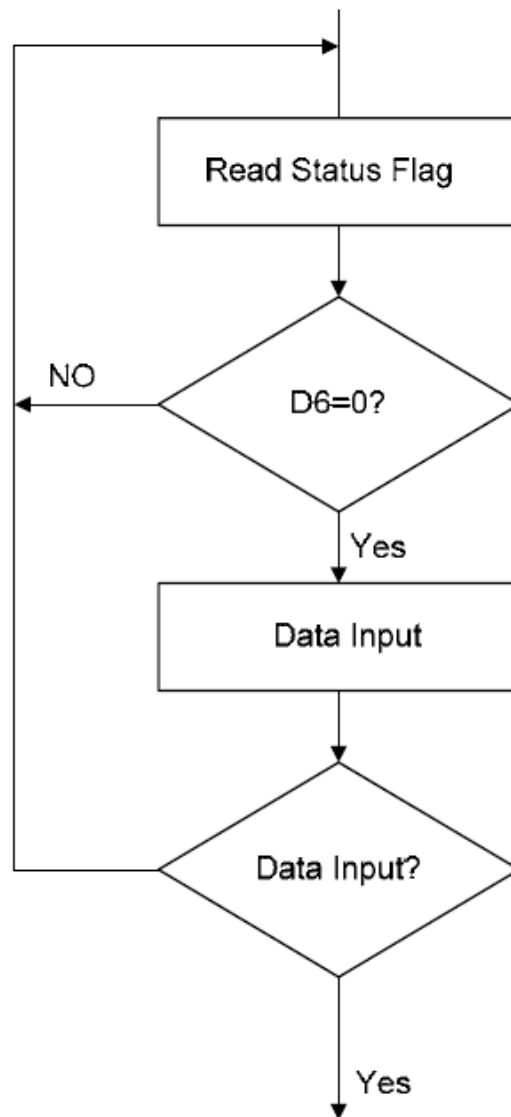 Read Status Flag
NO
D6=0?
Yes
Data Input
Data Input?
Yes